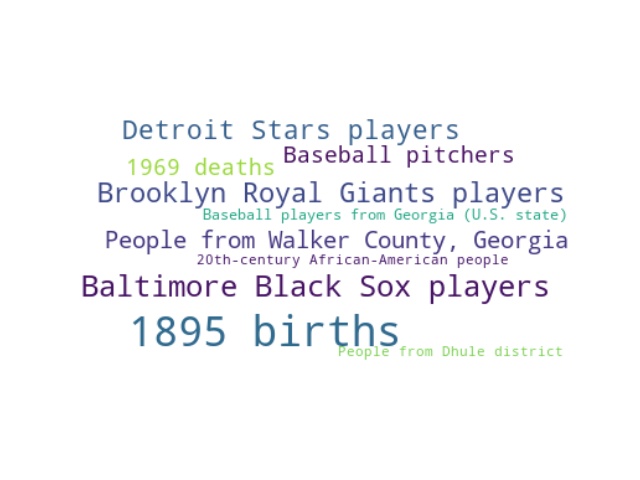 Detroit Stars players
Baseball pitchers
1969 deaths
Brooklyn Royal Giants players
Baseball players from Georgia (U.S. state)
People from Walker County, Georgia
20th-century African-American people
Baltimore Black Sox players
1895 births
People from Dhule district